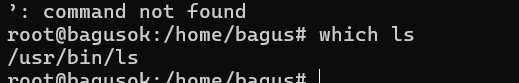 ’: command not found
root@bagusok:/home/bagus# which ls
/usr/bin/ls
root@bagusok:/home/bagus#